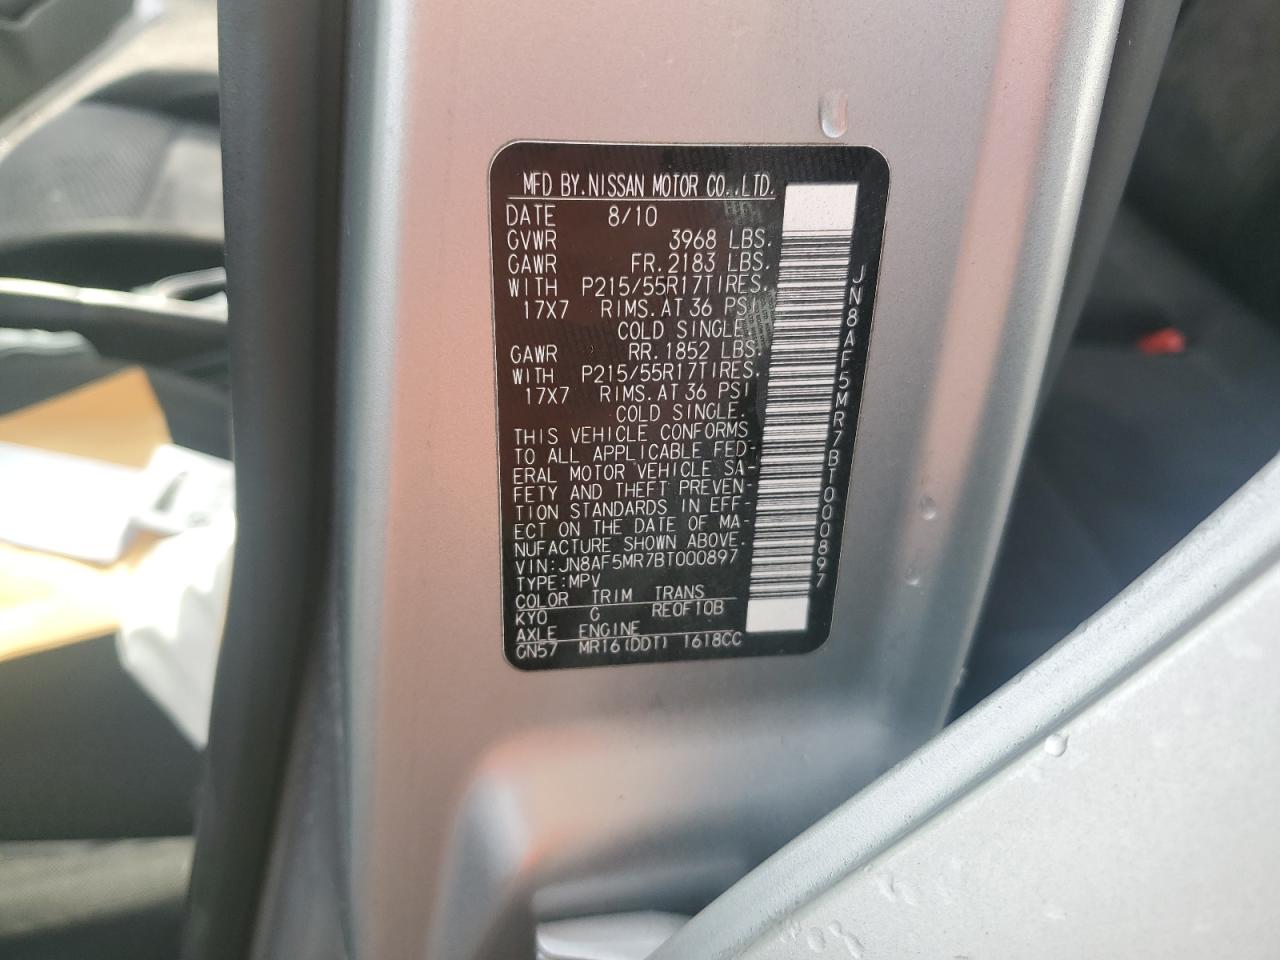 MFD BY.NISSAN MOTOR CO.,LTD.
DATE 8/10
GVWR 3968 LBS.
GAWR FR.2183 LBS.
WITH P215/55R17TIRES.
17X7 RIMS.AT 36 PSI
COLD SINGLE.
GAWR RR.1852 LBS.
WITH P215/55R17TIRES.
17X7 RIMS.AT 36 PSI
COLD SINGLE.
THIS VEHICLE CONFORMS
TO ALL APPLICABLE FED-
ERAL MOTOR VEHICLE SA-
FETY AND THEFT PREVEN-
TION STANDARDS IN EFF-
ECT ON THE DATE OF MA-
NUFACTURE SHOWN ABOVE.
VIN:JN8AF5MR7BT000897
TYPE:MPV
COLOR TRIM TRANS
KY0 G RE0F10B
AXLE ENGINE
GN57 MR16(DDT) 1618CC
JN8AF5MR7BT000897